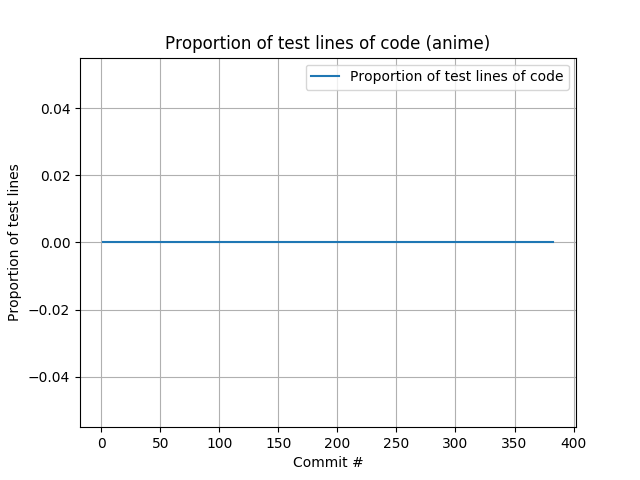 Proportion of test lines of code (anime)
Proportion of test lines of code
0.04
0.02
0.00
−0.02
−0.04
Proportion of test lines
0 50 100 150 200 250 300 350 400
Commit #